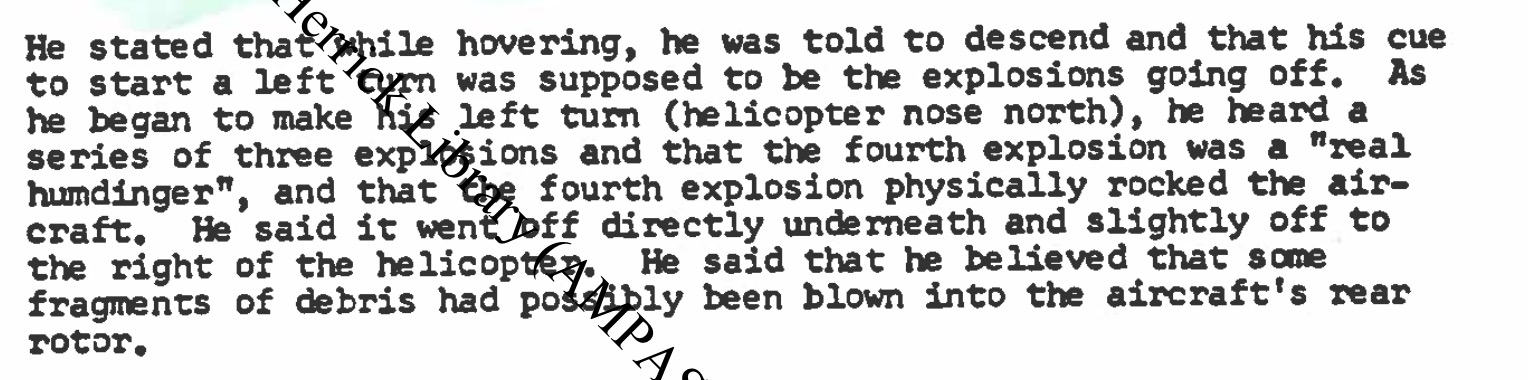 He stated that while hovering, he was told to descend and that his cue
to start a left turn was supposed to be the explosions going off. As
he began to make his left turn (helicopter nose north), he heard a
series of three explosions and that the fourth explosion was a "real
humdinger", and that the fourth explosion physically rocked the air-
craft. He said it went off directly underneath and slightly off to
the right of the helicopter. He said that he believed that some
fragments of debris had possibly been blown into the aircraft's rear
rotor.
Herrick Library (AMPAS